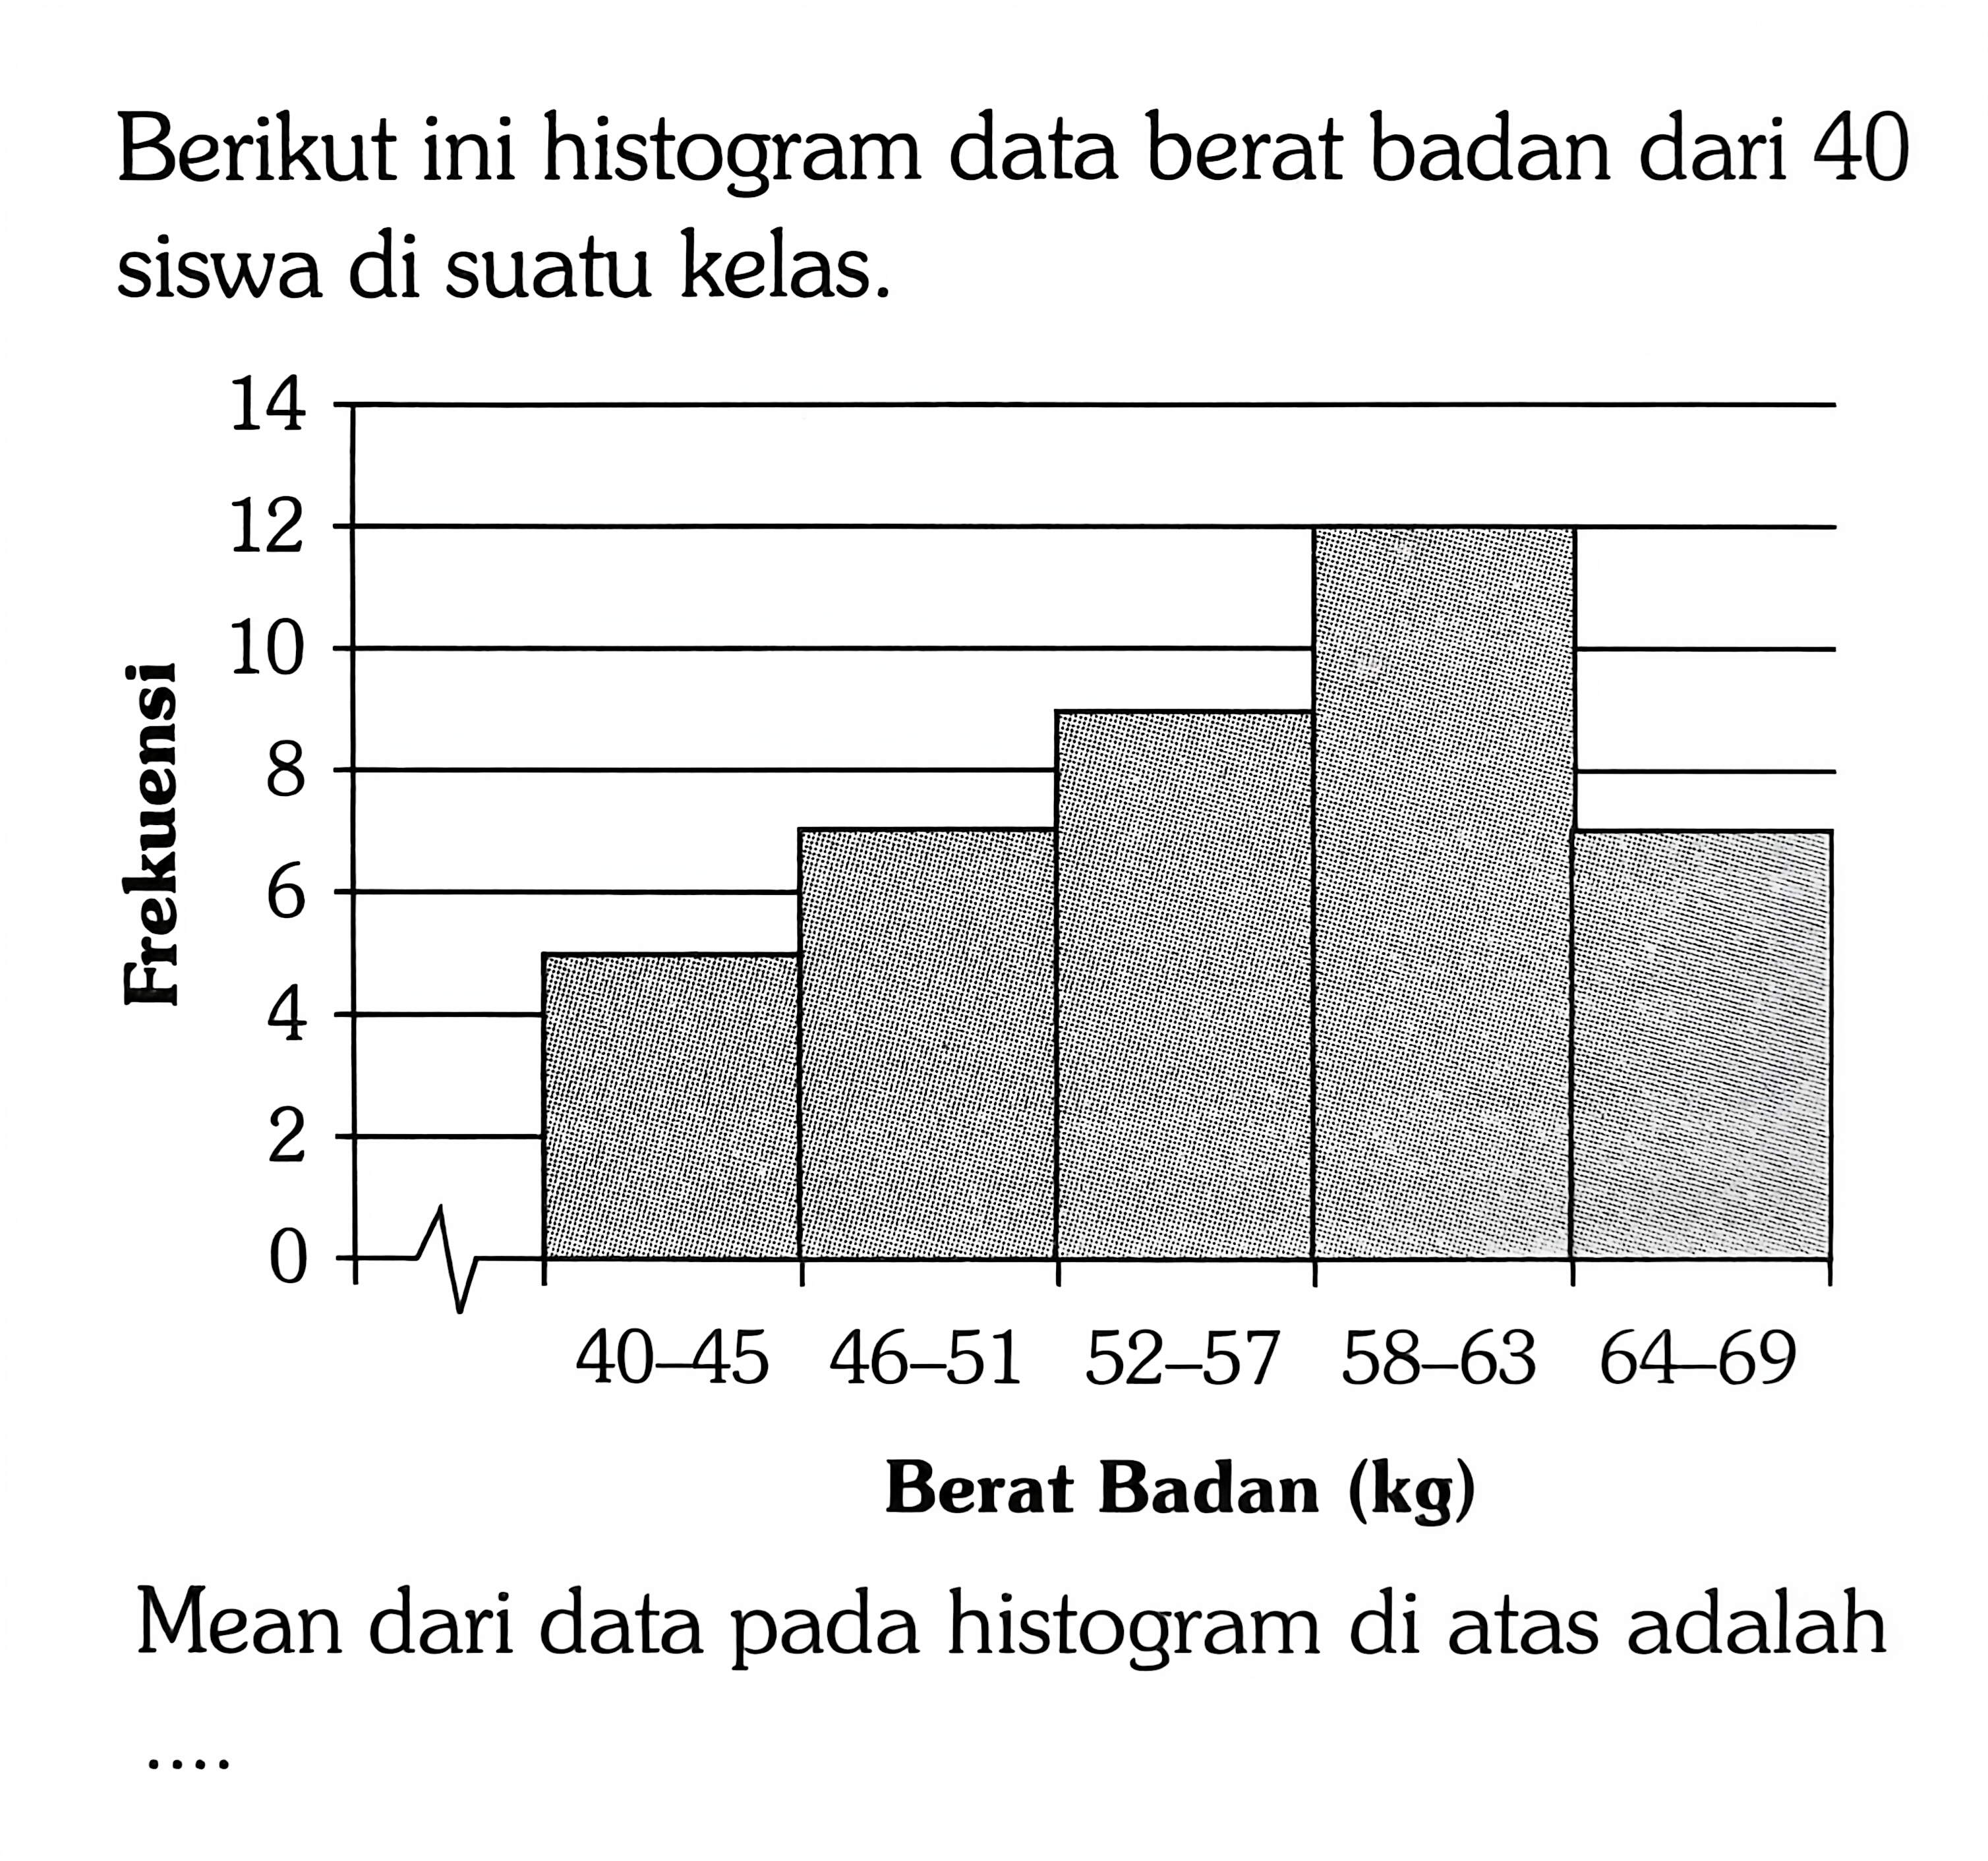 Berikut ini histogram data berat badan dari 40
siswa di suatu kelas.
14
12
10
8
6
4
2
0
Frekuensi
40–45 46–51 52–57 58–63 64–69
Berat Badan (kg)
Mean dari data pada histogram di atas adalah
....